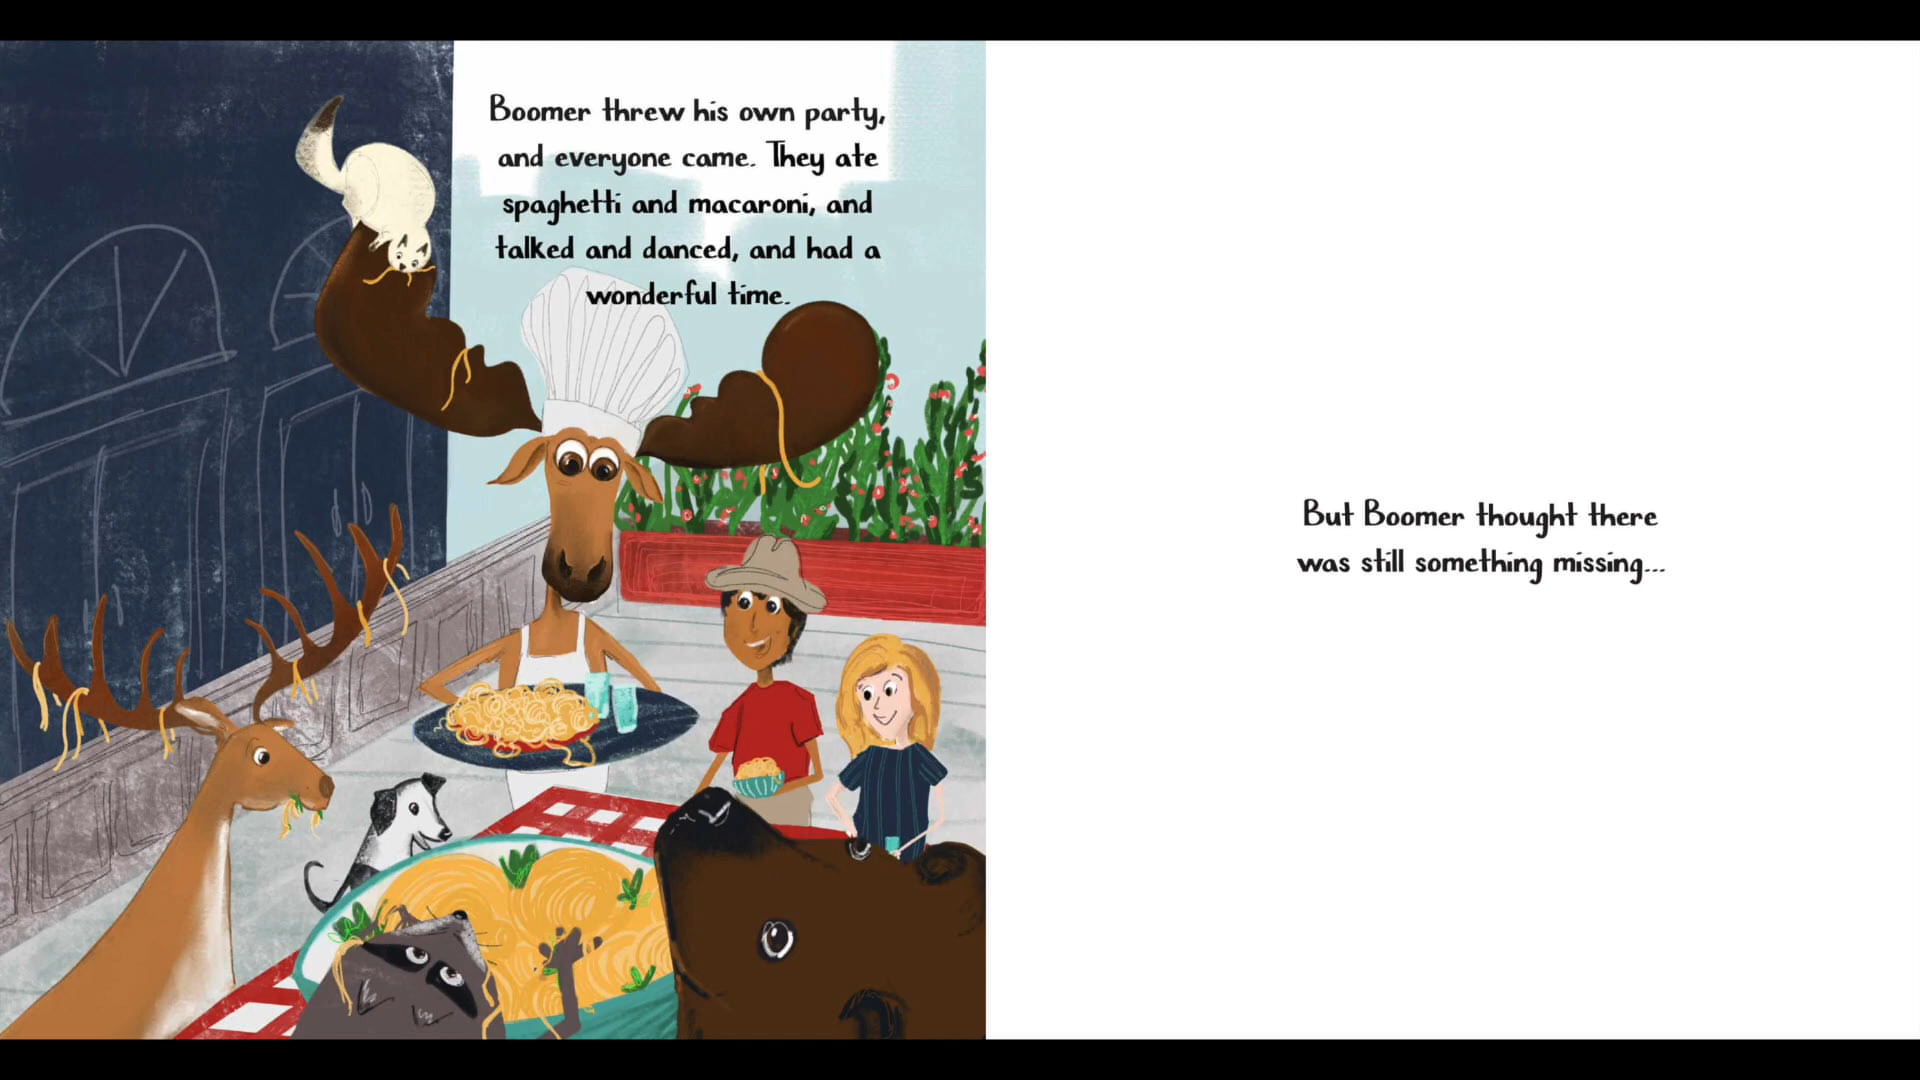 Boomer threw his own party,
and everyone came. They ate
spaghetti and macaroni, and
talked and danced, and had a
wonderful time.
But Boomer thought there
was still something missing...